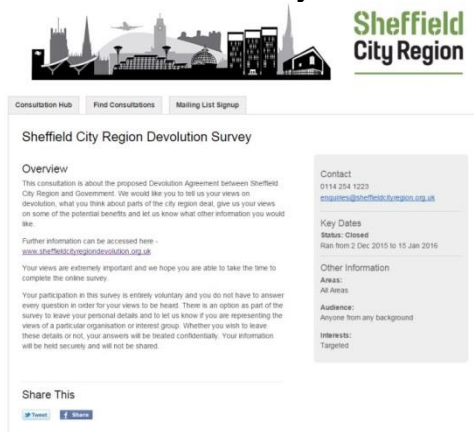 Sheffield
City Region
Consultation Hub
Find Consultations
Mailing List Signup
Sheffield City Region Devolution Survey
Overview
This consultation is about the proposed Devolution Agreement between Sheffield
City Region and Government. We would like you to tell us your views on
devolution, what you think about parts of the city region deal, give us your views
on some of the potential benefits and let us know what other information you would
like.
Further information can be accessed here -
www.sheffieldcityregiondevolution.org.uk
Your views are extremely important and we hope you are able to take the time to
complete the online survey.
Your participation in this survey is entirely voluntary and you do not have to answer
every question in order for your views to be heard. There is an option as part of the
survey to leave your personal details and to let us know if you are representing the
views of a particular organisation or interest group. Whether you wish to leave
these details or not, your answers will be treated confidentially. Your information
will be held securely and will not be shared.
Share This
Tweet
Share
Contact
0114 254 1223
enquiries@sheffieldcityregion.org.uk
Key Dates
Status: Closed
Ran from 2 Dec 2015 to 15 Jan 2016
Other Information
Areas:
All Areas
Audience:
Anyone from any background
Interests:
Targeted